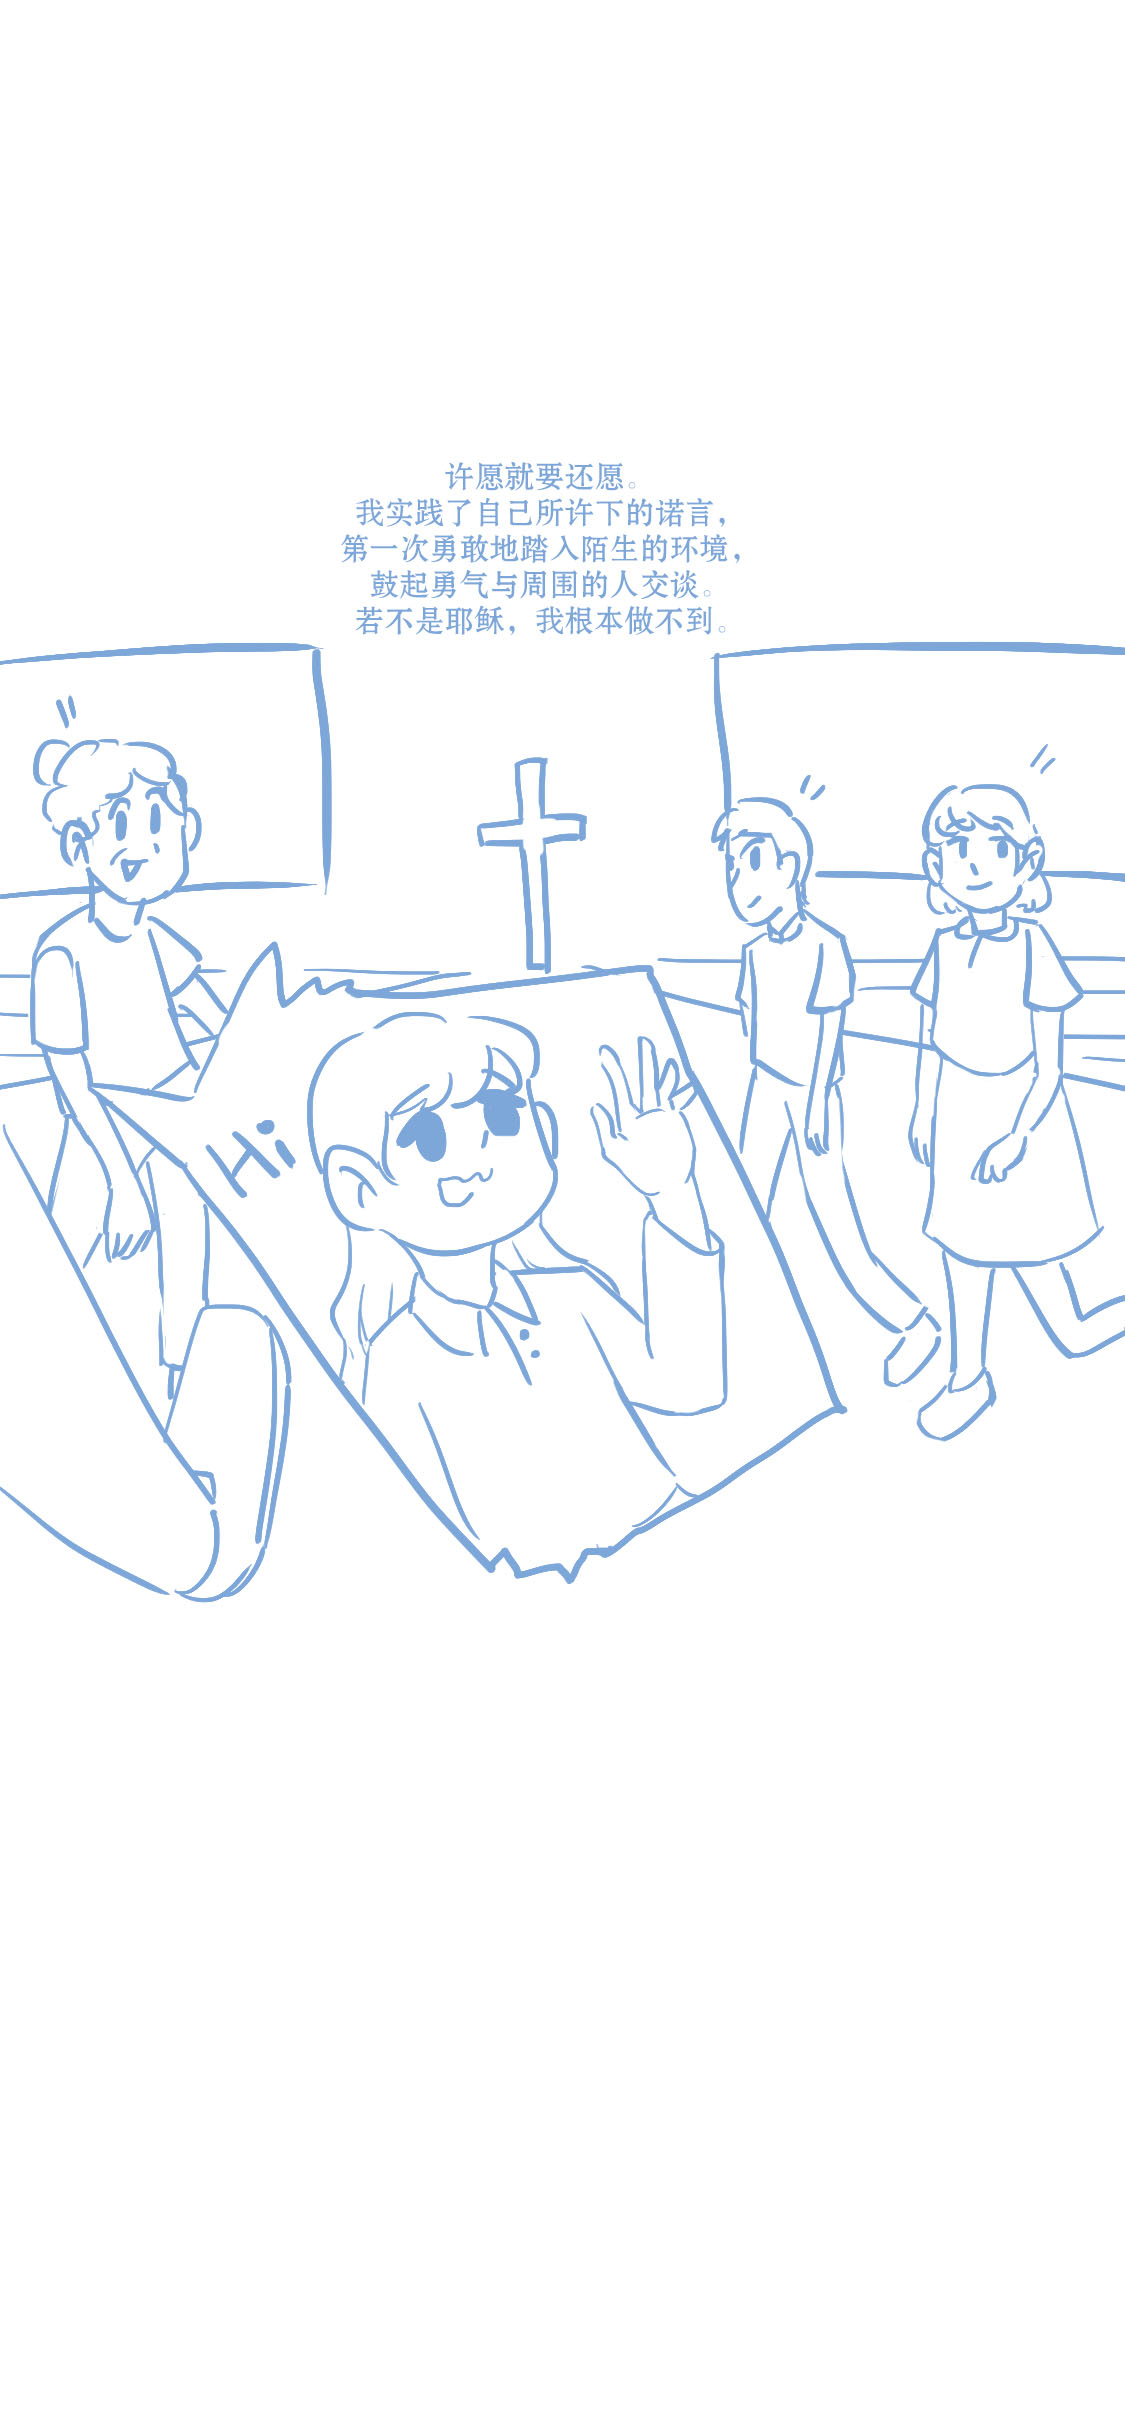 许愿就要还愿。
我实践了自己所许下的诺言，
第一次勇敢地踏入陌生的环境，
鼓起勇气与周围的人交谈。
若不是耶稣，我根本做不到。
Hi